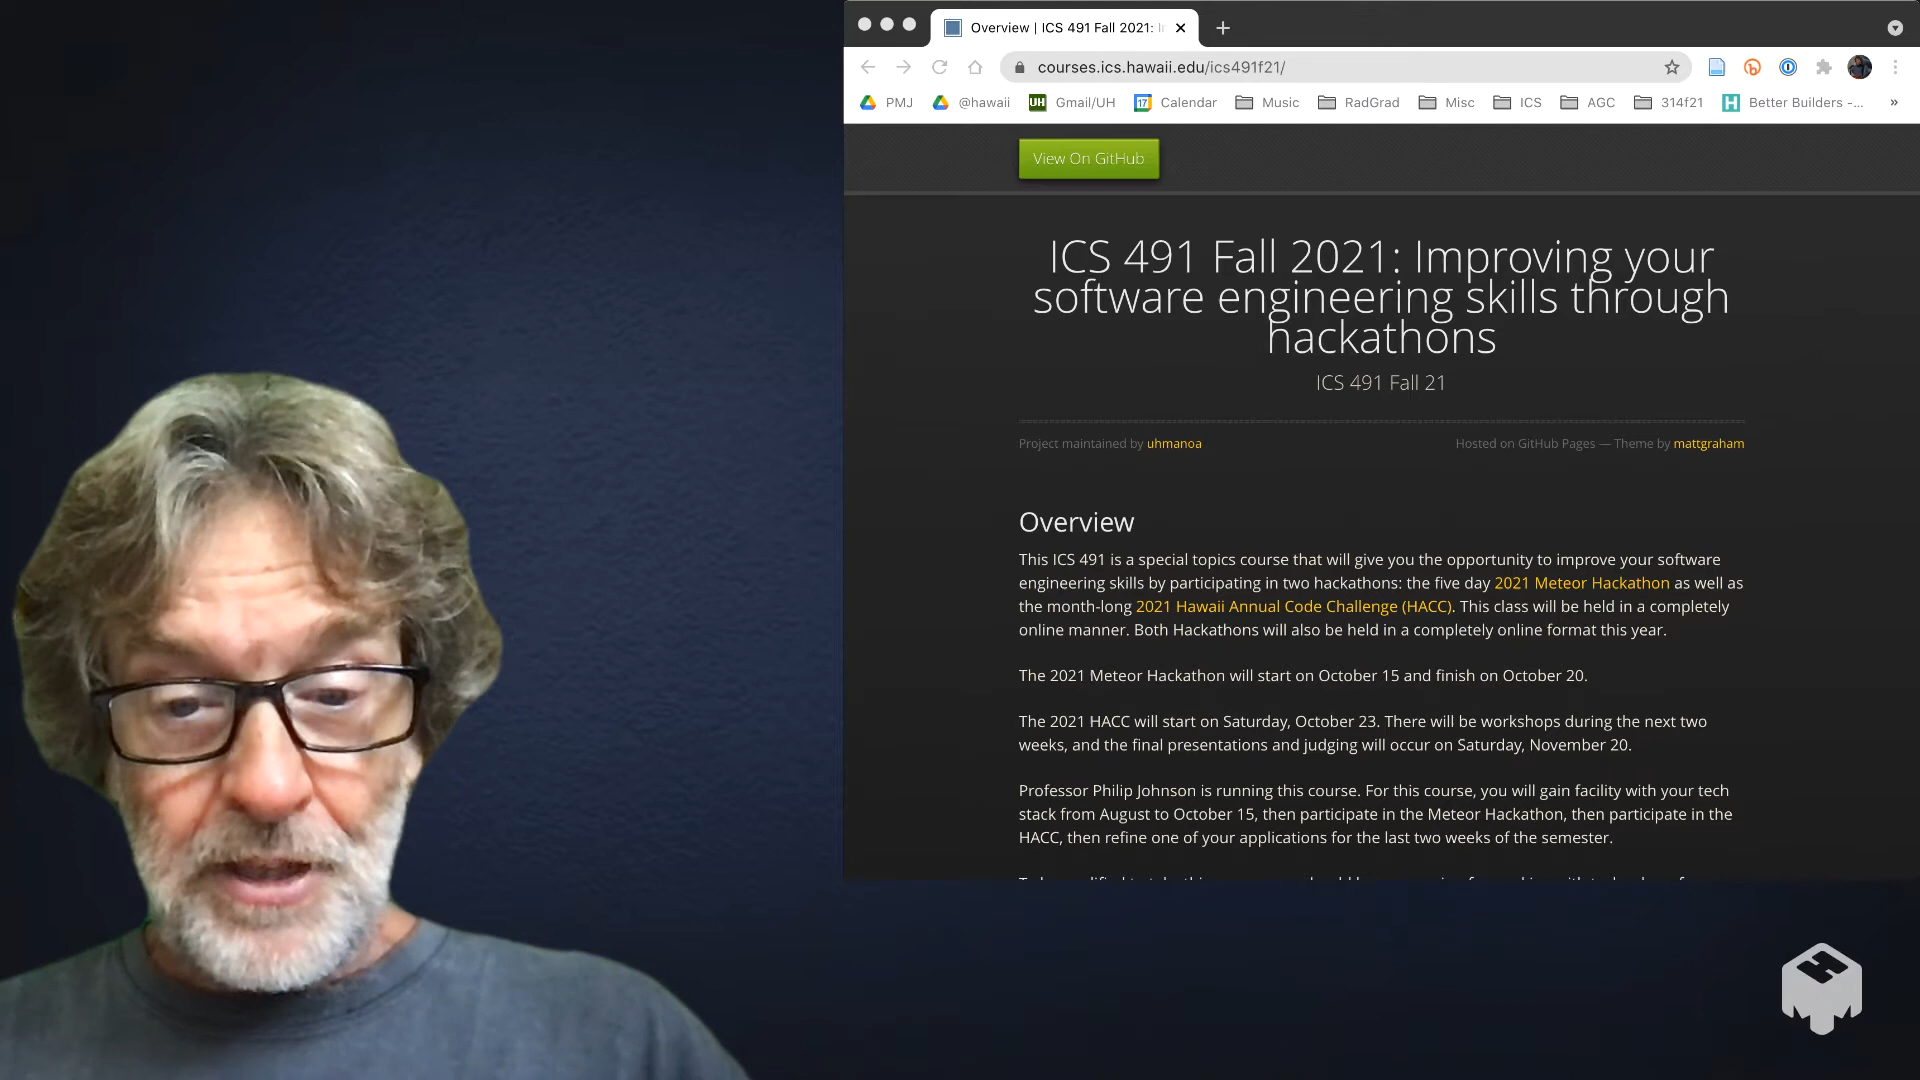 Overview | ICS 491 Fall 2021:
courses.ics.hawaii.edu/ics491f21/
PMJ @hawaii UH Gmail/UH 17 Calendar Music RadGrad Misc ICS AGC 314f21 H Better Builders -... »
View On GitHub
ICS 491 Fall 2021: Improving your
software engineering skills through
hackathons
ICS 491 Fall 21
Project maintained by uhmanoa
Hosted on GitHub Pages — Theme by mattgraham
Overview
This ICS 491 is a special topics course that will give you the opportunity to improve your software
engineering skills by participating in two hackathons: the five day 2021 Meteor Hackathon as well as
the month-long 2021 Hawaii Annual Code Challenge (HACC). This class will be held in a completely
online manner. Both Hackathons will also be held in a completely online format this year.
The 2021 Meteor Hackathon will start on October 15 and finish on October 20.
The 2021 HACC will start on Saturday, October 23. There will be workshops during the next two
weeks, and the final presentations and judging will occur on Saturday, November 20.
Professor Philip Johnson is running this course. For this course, you will gain facility with your tech
stack from August to October 15, then participate in the Meteor Hackathon, then participate in the
HACC, then refine one of your applications for the last two weeks of the semester.